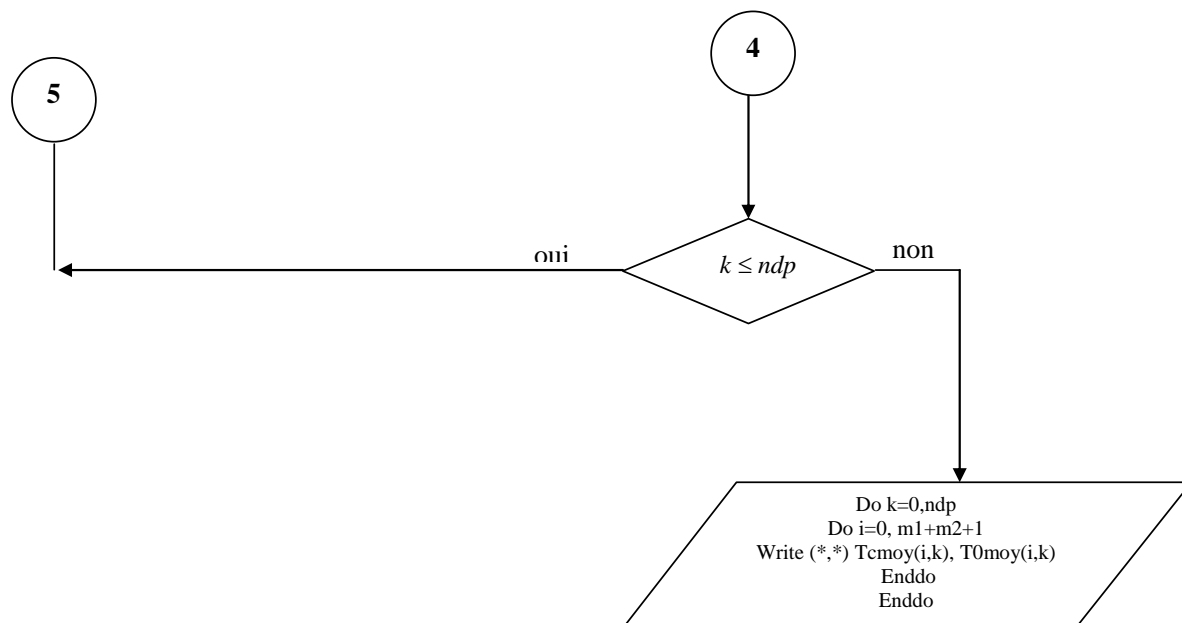 4
5
oui
k ≤ ndp
non
Do k=0,ndp
Do i=0, m1+m2+1
Write (*,*) Tcmoy(i,k), T0moy(i,k)
Enddo
Enddo